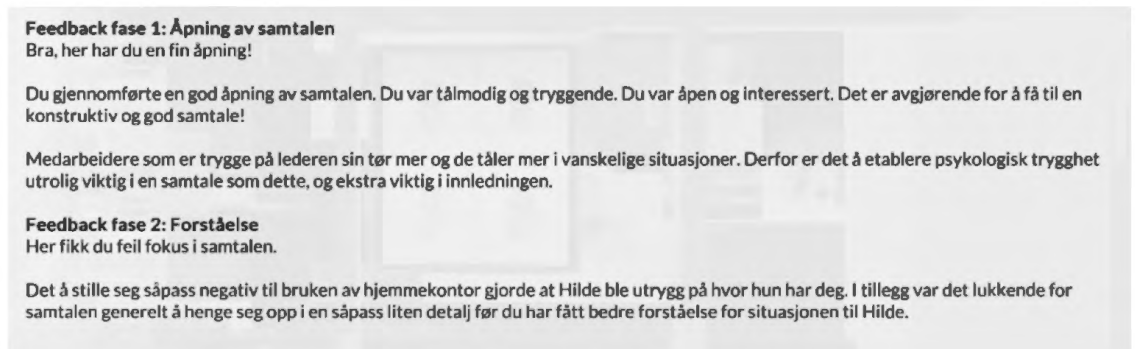 Feedback fase 1: Åpning av samtalen
Bra, her har du en fin åpning!
Du gjennomførte en god åpning av samtalen. Du var tålmodig og tryggende. Du var åpen og interessert. Det er avgjørende for å få til en
konstruktiv og god samtale!
Medarbeidere som er trygge på lederen sin tør mer og de tåler mer i vanskelige situasjoner. Derfor er det å etablere psykologisk trygghet
utrolig viktig i en samtale som dette, og ekstra viktig i innledningen.
Feedback fase 2: Forståelse
Her fikk du feil fokus i samtalen.
Det å stille seg såpass negativ til bruken av hjemmekontor gjorde at Hilde ble utrygg på hvor hun har deg. I tillegg var det lukkende for
samtalen generelt å henge seg opp i en såpass liten detalj før du har fått bedre forståelse for situasjonen til Hilde.